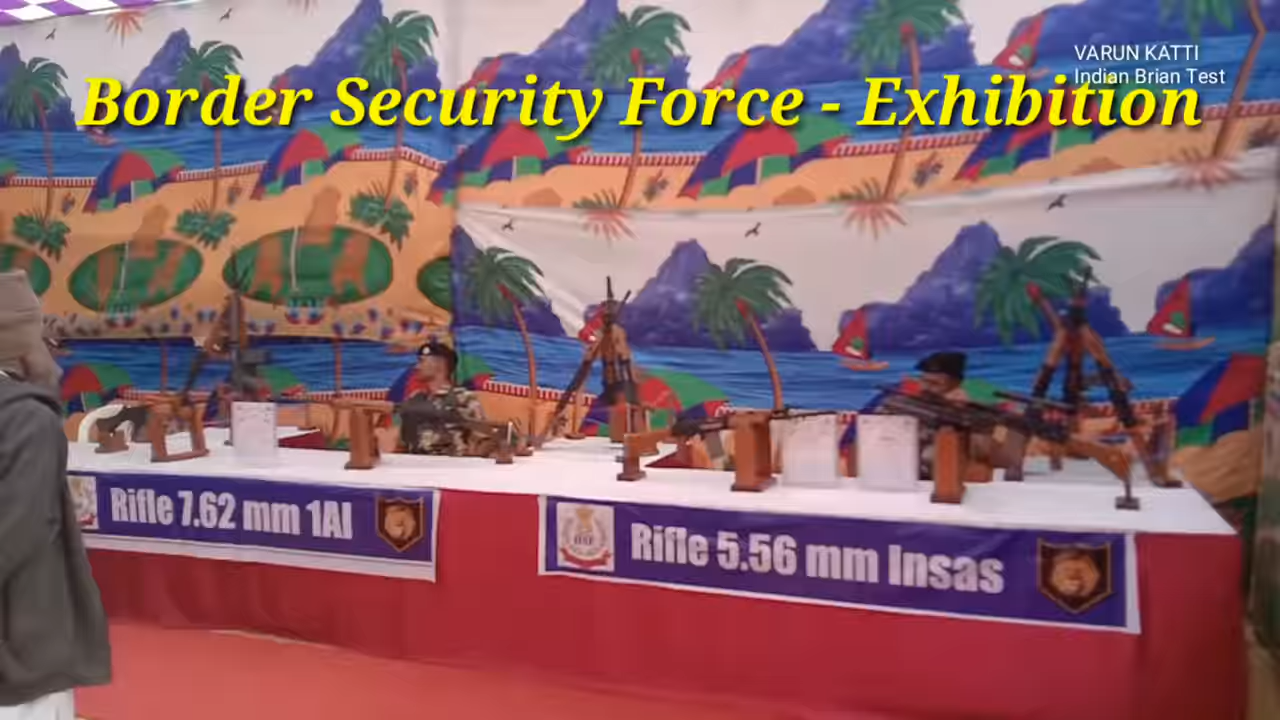 VARUN KATTI
Indian Brian Test
Border Security Force - Exhibition
Rifle 7.62 mm 1AI
Rifle 5.56 mm Insas
BSF